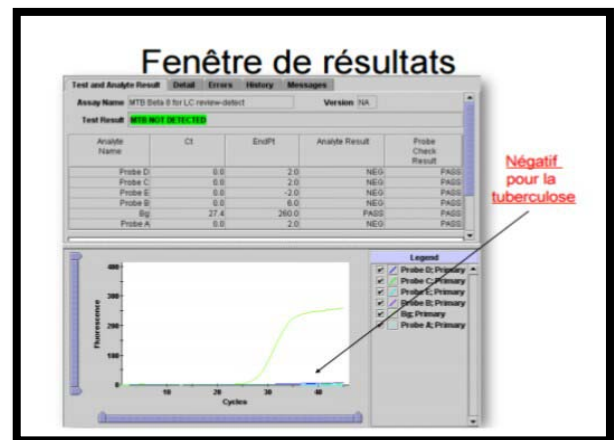 Fenêtre de résultats
Test and Analyte Result Detail Errors History Messages
Assay Name MTB Beta 8 for LC review-detect Version NA
Test Result MTB NOT DETECTED
Analyte Name Ct EndPt Analyte Result Probe Check Result
Probe D 0.0 2.0 NEG PASS
Probe C 0.0 2.0 NEG PASS
Probe E 0.0 -2.0 NEG PASS
Probe B 0.0 6.0 NEG PASS
Bg 27.4 260.0 PASS PASS
Probe A 0.0 2.0 NEG PASS
Négatif
pour la
tuberculose
Legend
Probe D; Primary
Probe C; Primary
Probe E; Primary
Probe B; Primary
Bg; Primary
Probe A; Primary
Fluorescence
400
300
200
100
0
10 20 30 40
Cycles